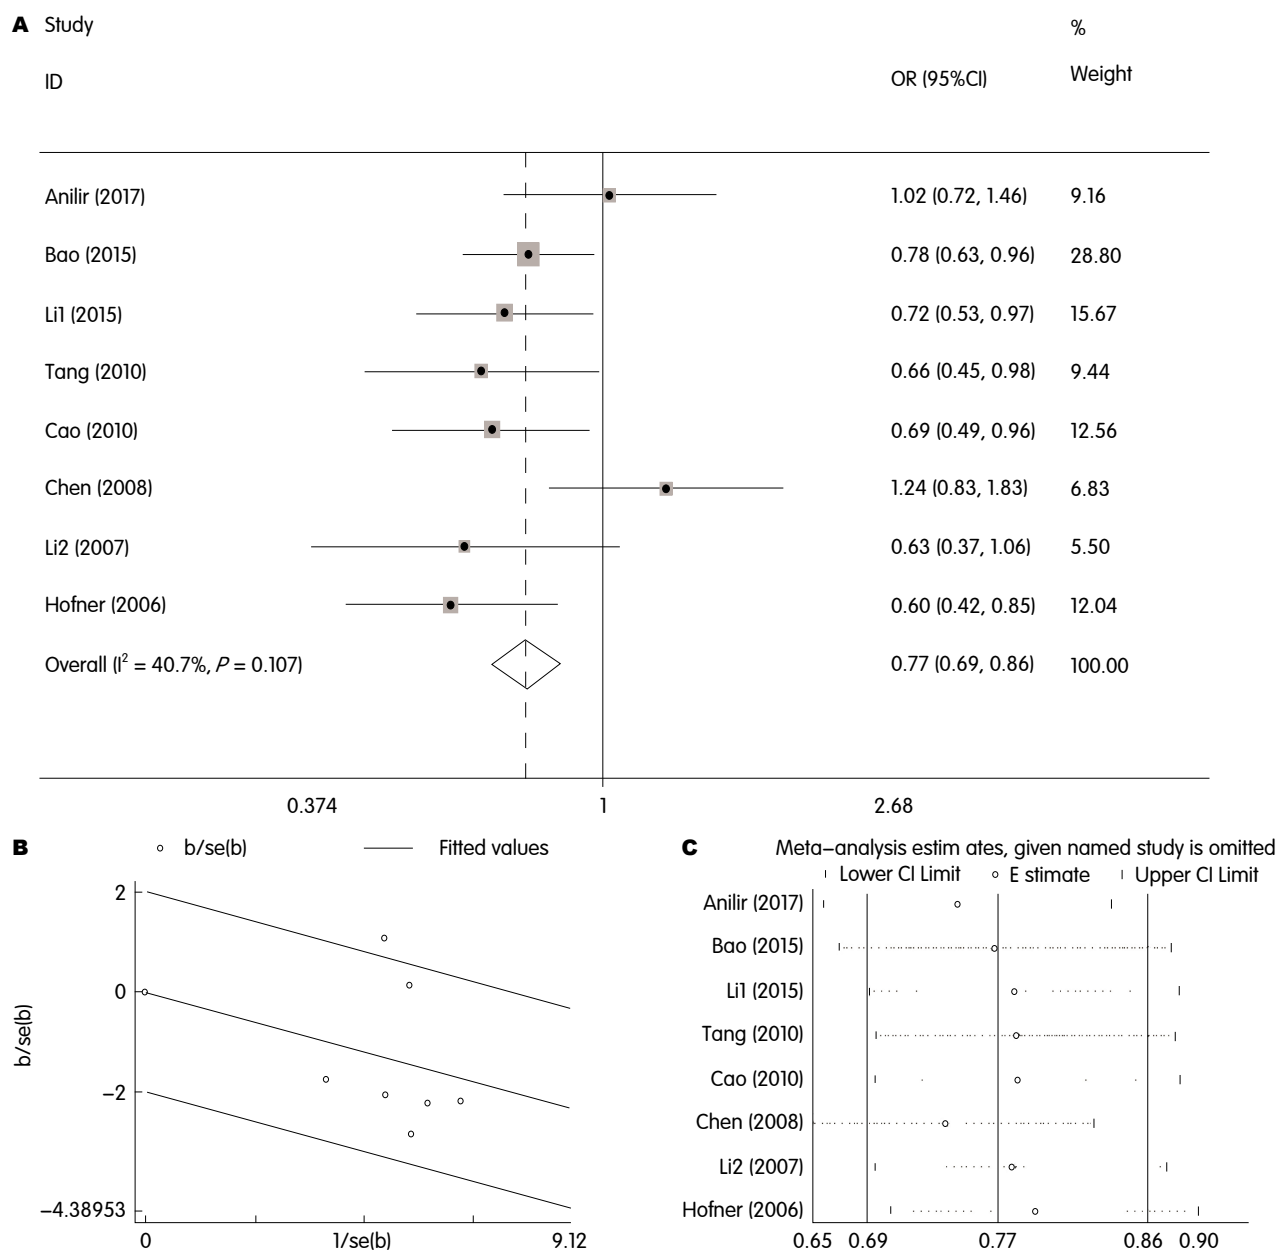 A Study %
ID OR (95%CI) Weight
Anilir (2017) 1.02 (0.72, 1.46) 9.16
Bao (2015) 0.78 (0.63, 0.96) 28.80
Li1 (2015) 0.72 (0.53, 0.97) 15.67
Tang (2010) 0.66 (0.45, 0.98) 9.44
Cao (2010) 0.69 (0.49, 0.96) 12.56
Chen (2008) 1.24 (0.83, 1.83) 6.83
Li2 (2007) 0.63 (0.37, 1.06) 5.50
Hofner (2006) 0.60 (0.42, 0.85) 12.04
Overall (I² = 40.7%, P = 0.107) 0.77 (0.69, 0.86) 100.00
0.374 1 2.68
B b/se(b) Fitted values
2
0
−2
−4.38953
b/se(b)
0 1/se(b) 9.12
C Meta−analysis estim ates, given named study is omitted
Lower CI Limit E stimate Upper CI Limit
Anilir (2017)
Bao (2015)
Li1 (2015)
Tang (2010)
Cao (2010)
Chen (2008)
Li2 (2007)
Hofner (2006)
0.65 0.69 0.77 0.86 0.90